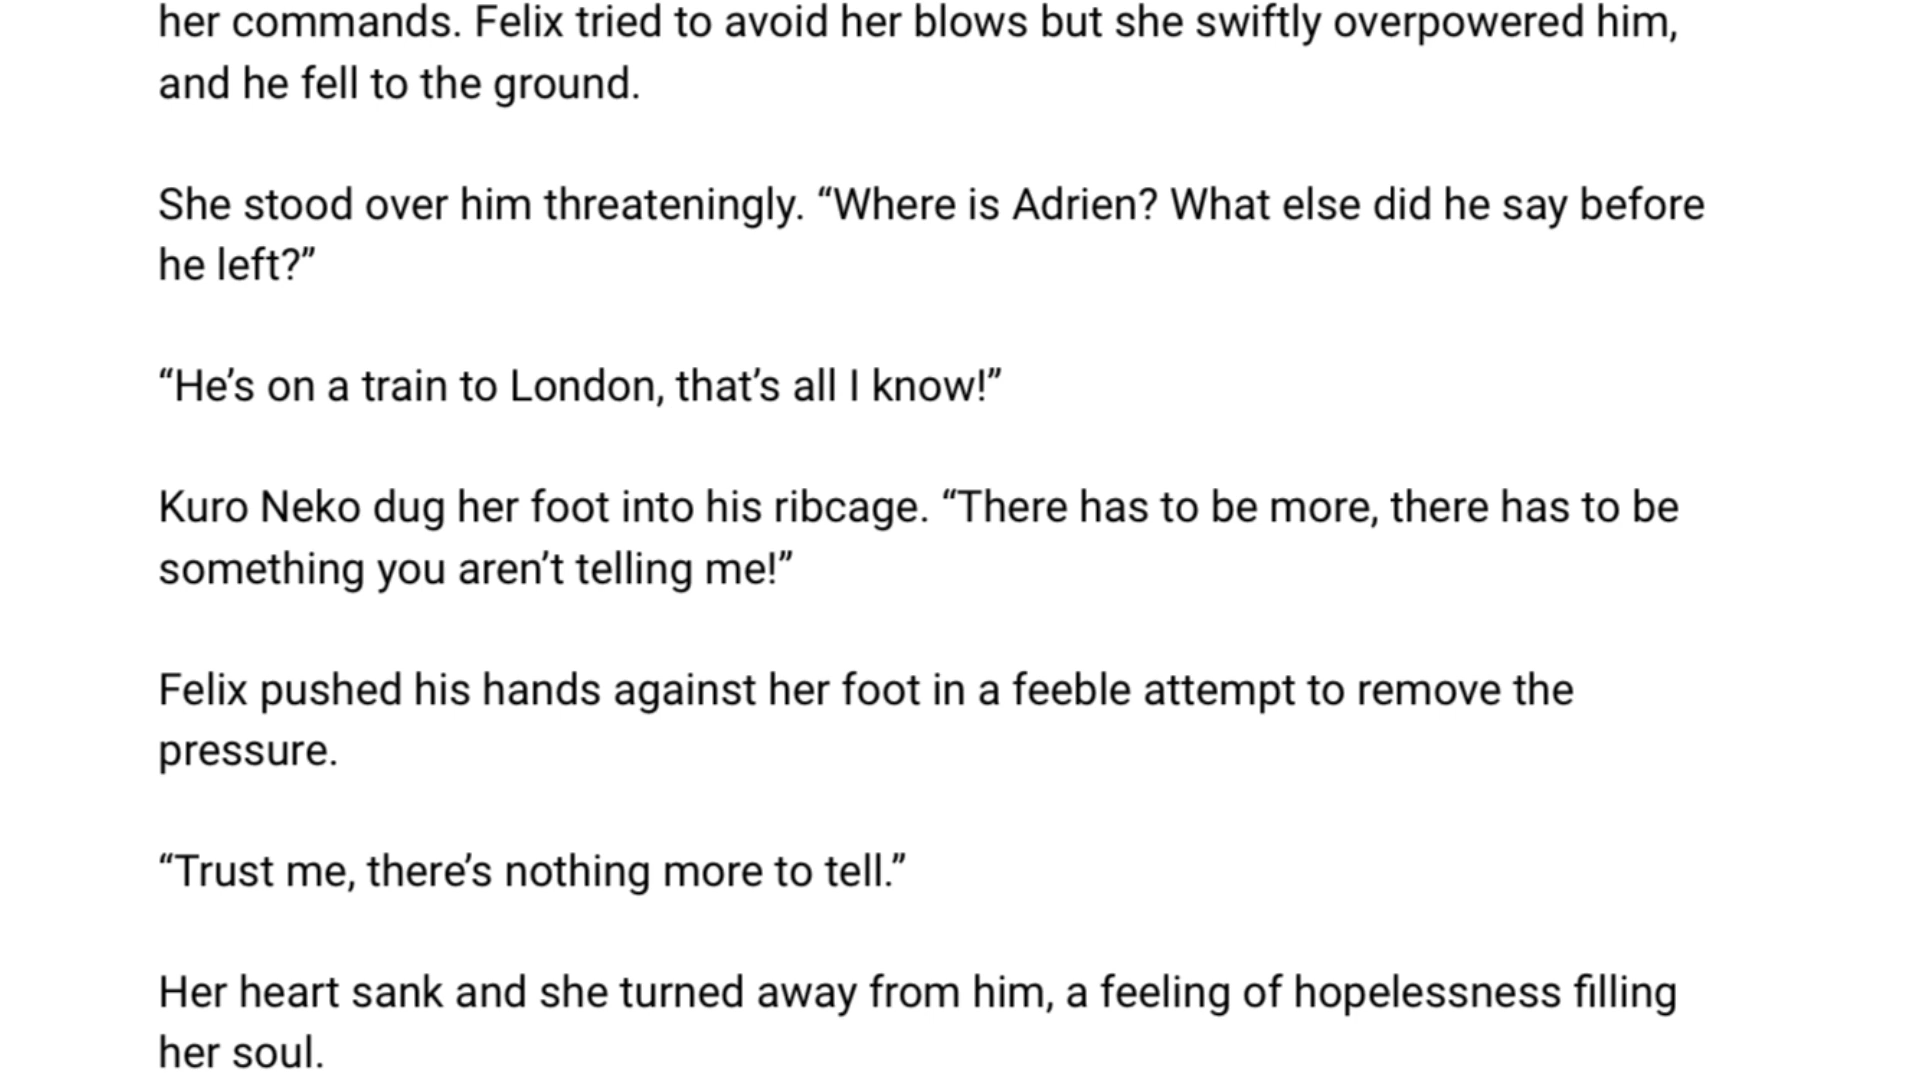 her commands. Felix tried to avoid her blows but she swiftly overpowered him,
and he fell to the ground.
She stood over him threateningly. “Where is Adrien? What else did he say before
he left?”
“He’s on a train to London, that’s all I know!”
Kuro Neko dug her foot into his ribcage. “There has to be more, there has to be
something you aren’t telling me!”
Felix pushed his hands against her foot in a feeble attempt to remove the
pressure.
“Trust me, there’s nothing more to tell.”
Her heart sank and she turned away from him, a feeling of hopelessness filling
her soul.